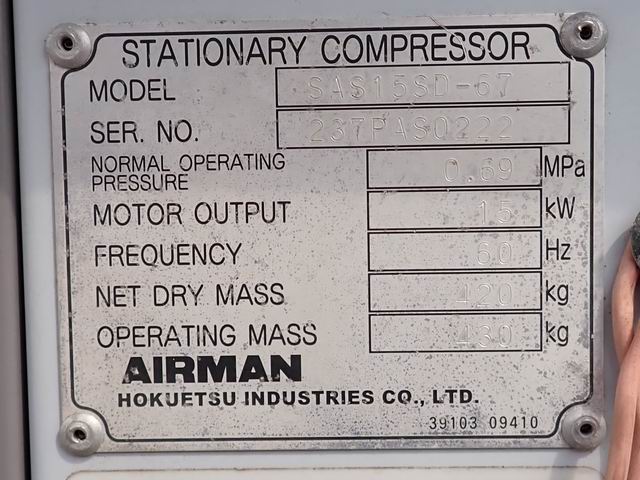 STATIONARY COMPRESSOR
MODEL SAS15SD-67
SER. NO. 237PAS0222
NORMAL OPERATING PRESSURE 0.69 MPa
MOTOR OUTPUT 15 kW
FREQUENCY 60 Hz
NET DRY MASS 420 kg
OPERATING MASS 430 kg
AIRMAN
HOKUETSU INDUSTRIES CO., LTD.
39103 09410